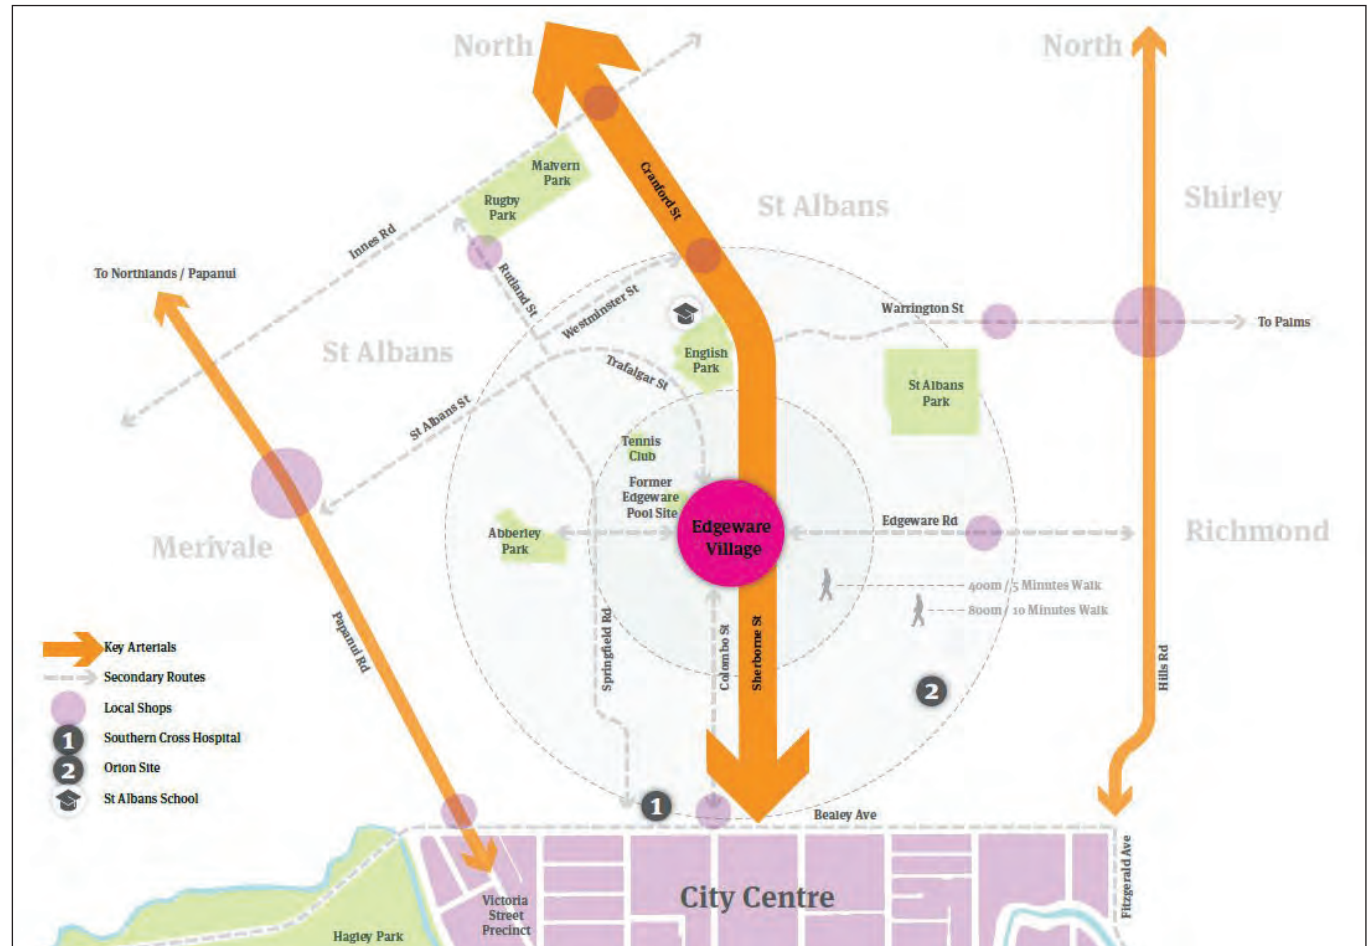 North
North
Malvern
Park
Rugby
Park
Cranford St
St Albans
Shirley
Innes Rd
To Northlands / Papanui
Rutland St
Westminster St
Warrington St
To Palms
St Albans
English
Park
Trafalgar St
St Albans
Park
St Albans St
Tennis
Club
Former
Edgeware
Pool Site
Edgeware
Village
Edgeware Rd
Abberley
Park
Merivale
Richmond
400m / 5 Minutes Walk
800m / 10 Minutes Walk
Papanui Rd
Springfield Rd
Colombo St
Sherborne St
Hills Rd
2
1
Key Arterials
Secondary Routes
Local Shops
1
Southern Cross Hospital
2
Orion Site
St Albans School
Bealey Ave
Fitzgerald Ave
City Centre
Victoria
Street
Precinct
Hagley Park